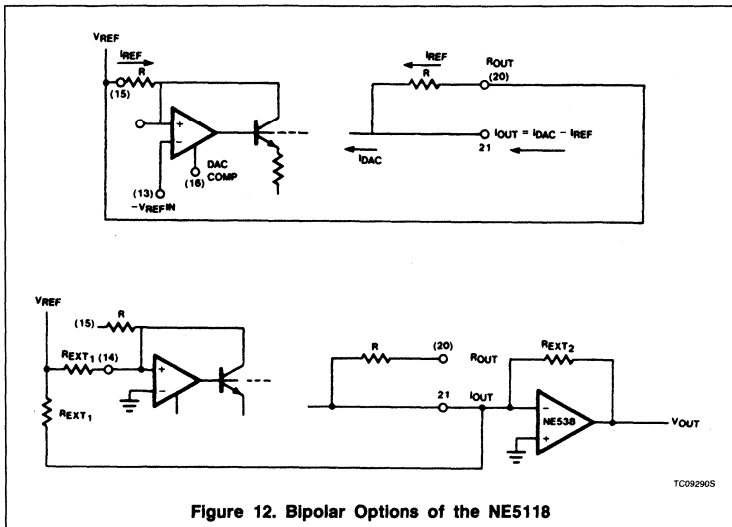 VREF
IREF
R
(15)
+
−
DAC
COMP
(16)
(13)
−VREFIN
IREF
R
ROUT
(20)
IOUT = IDAC − IREF
21
IDAC
VREF
(15)
R
REXT1
(14)
+
−
REXT1
R
(20)
ROUT
21
IOUT
REXT2
−
NE538
+
VOUT
TC09290S
Figure 12. Bipolar Options of the NE5118